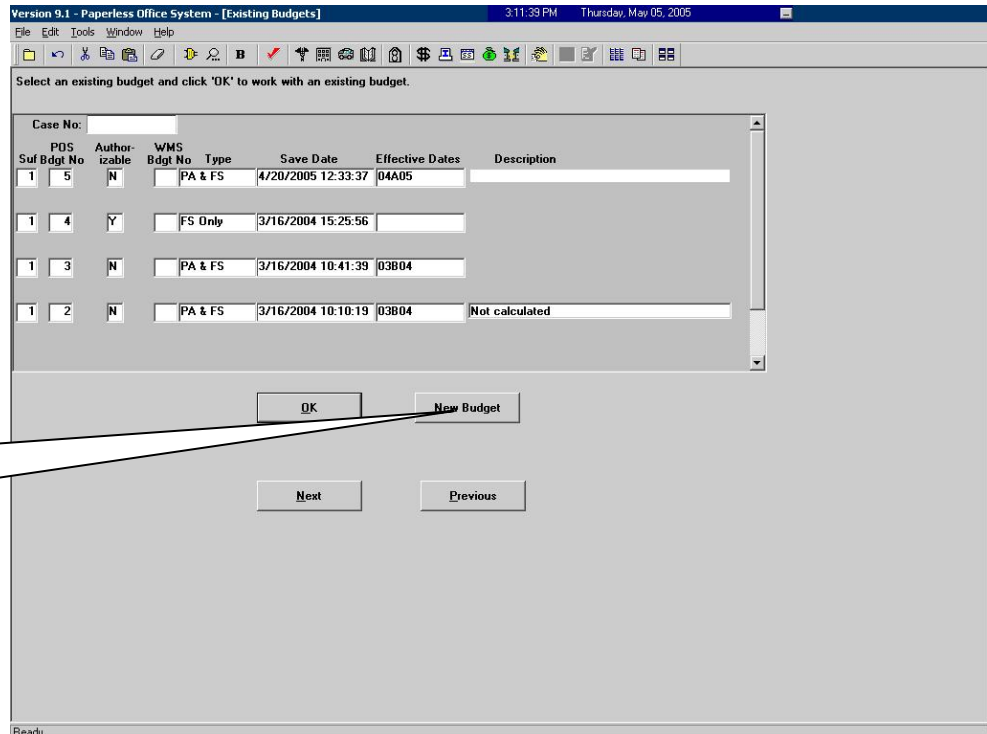 Version 9.1 - Paperless Office System - [Existing Budgets] 3:11:39 PM Thursday, May 05, 2005
File Edit Tools Window Help
B
Select an existing budget and click 'OK' to work with an existing budget.
Case No:
POS Author- WMS
Suf Bdgt No izable Bdgt No Type Save Date Effective Dates Description
1 5 N PA & FS 4/20/2005 12:33:37 04A05
1 4 Y FS Only 3/16/2004 15:25:56
1 3 N PA & FS 3/16/2004 10:41:39 03B04
1 2 N PA & FS 3/16/2004 10:10:19 03B04 Not calculated
OK New Budget
Next Previous
Ready